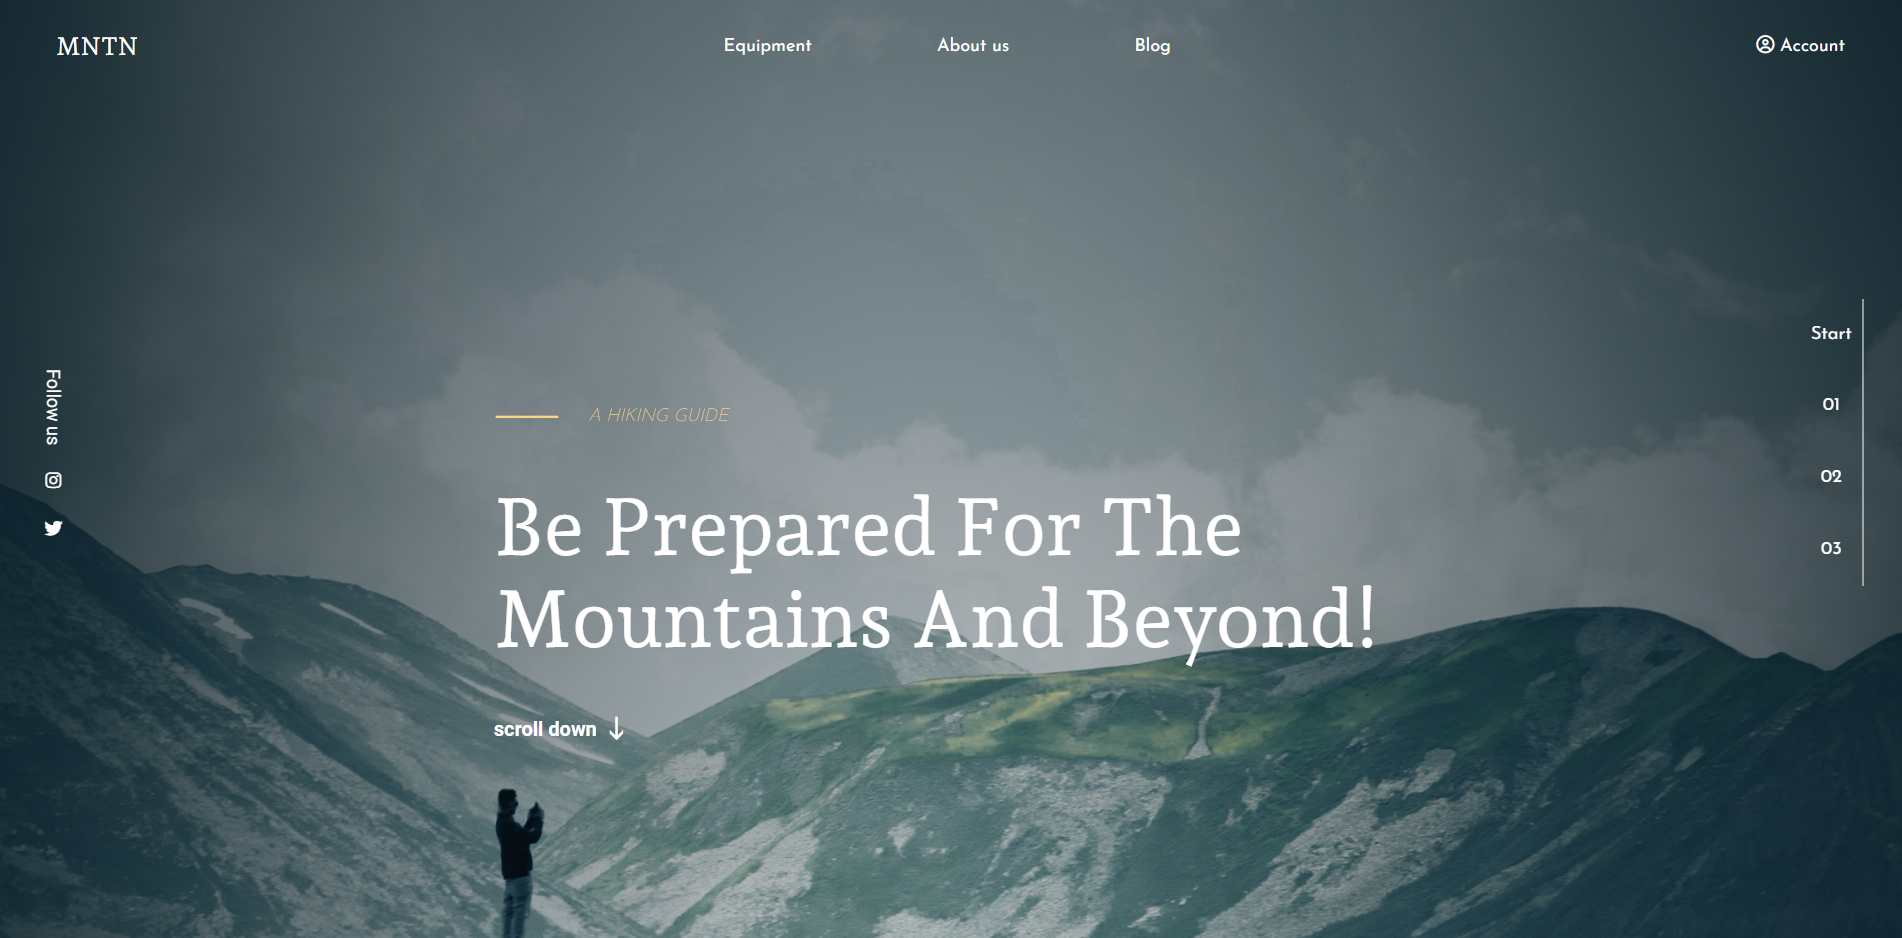 MNTN
Equipment
About us
Blog
Account
Follow us
A HIKING GUIDE
Be Prepared For The
Mountains And Beyond!
scroll down
Start
01
02
03